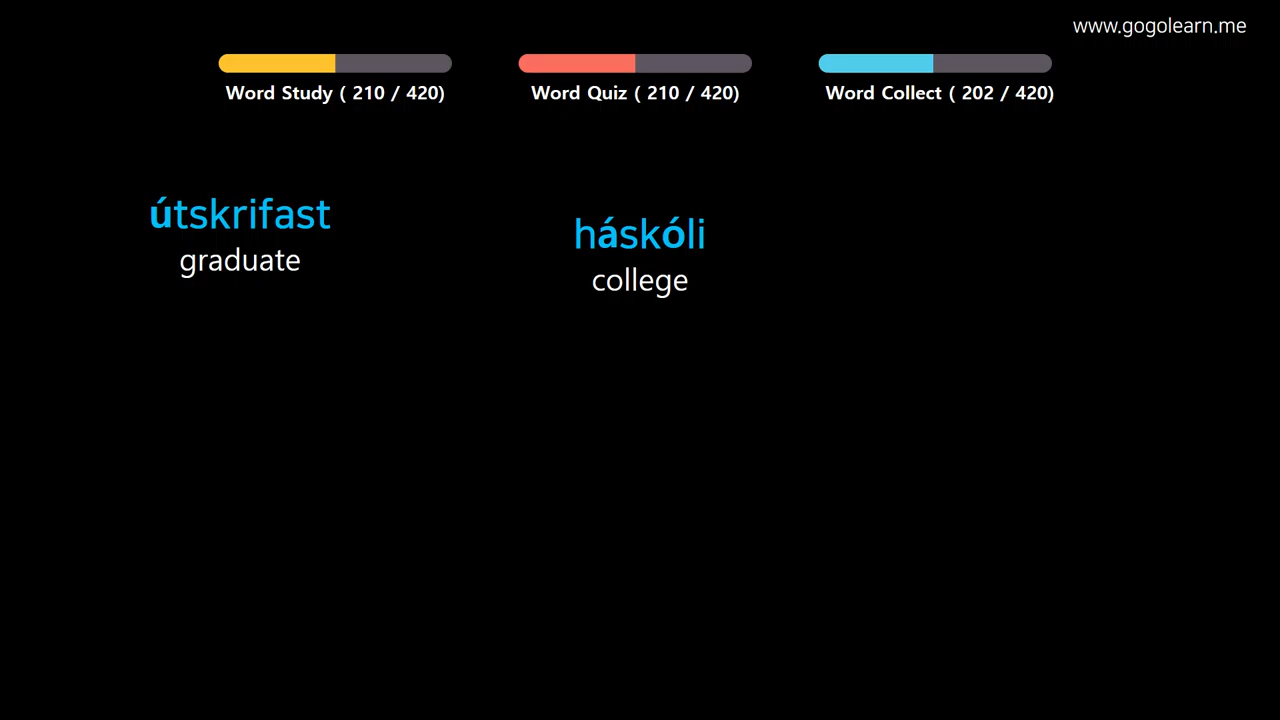 www.gogolearn.me
Word Study ( 210 / 420)
Word Quiz ( 210 / 420)
Word Collect ( 202 / 420)
útskrifast
graduate
háskóli
college